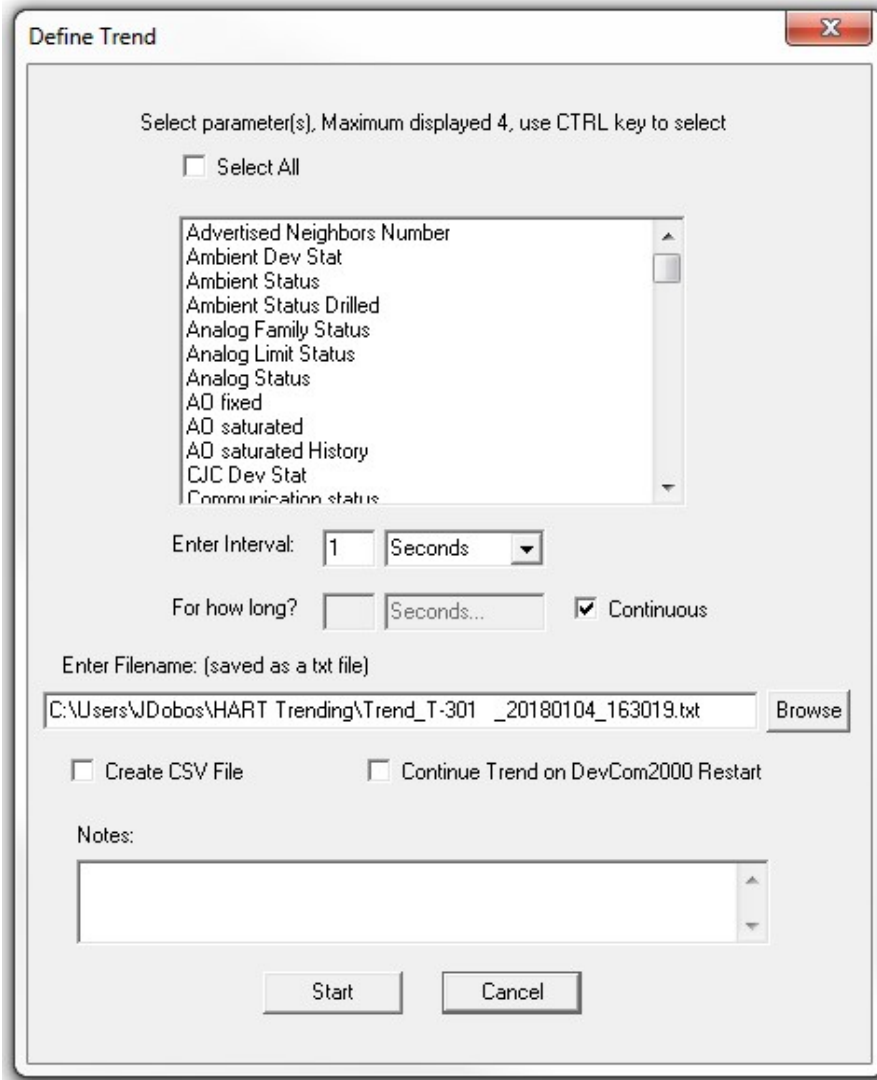 Define Trend
Select parameter(s), Maximum displayed 4, use CTRL key to select
Select All
Advertised Neighbors Number
Ambient Dev Stat
Ambient Status
Ambient Status Drilled
Analog Family Status
Analog Limit Status
Analog Status
AO fixed
AO saturated
AO saturated History
CJC Dev Stat
Communication status
Enter Interval: 1 Seconds
For how long? Seconds... Continuous
Enter Filename: (saved as a txt file)
C:\Users\JDobos\HART Trending\Trend_T-301   _20180104_163019.txt Browse
Create CSV File Continue Trend on DevCom2000 Restart
Notes:
Start Cancel